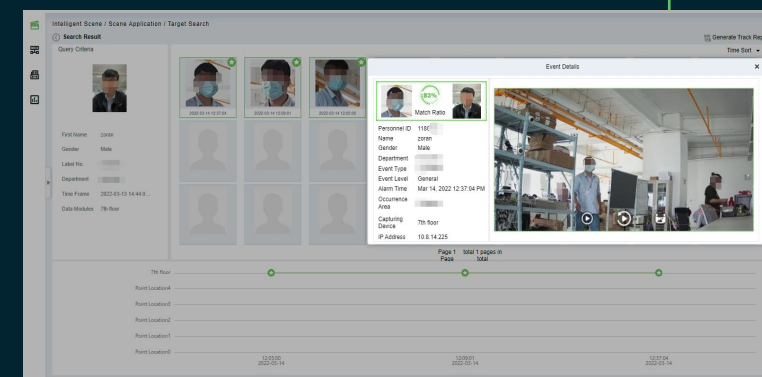 Intelligent Scene / Scene Application / Target Search
Search Result
Generate Track Rep
Query Criteria
Time Sort
Event Details
×
2022-03-14 12:37:04
2022-03-14 12:09:01
2022-03-14 12:05:00
83%
Match Ratio
First Name zoran
Gender Male
Label No.
Department
Time Frame 2022-03-13 14:44:0...
Data Modules 7th floor
Personnel ID 118
Name zoran
Gender Male
Department
Event Type
Event Level General
Alarm Time Mar 14, 2022 12:37:04 PM
Occurrence
Area
Capturing
Device 7th floor
IP Address 10.8.14.225
Page 1 total 1 pages in
Page total
7th floor
Point Location4
Point Location3
Point Location2
Point Location1
Point Location0
12:05:00
2022-03-14
12:09:01
2022-03-14
12:37:04
2022-03-14